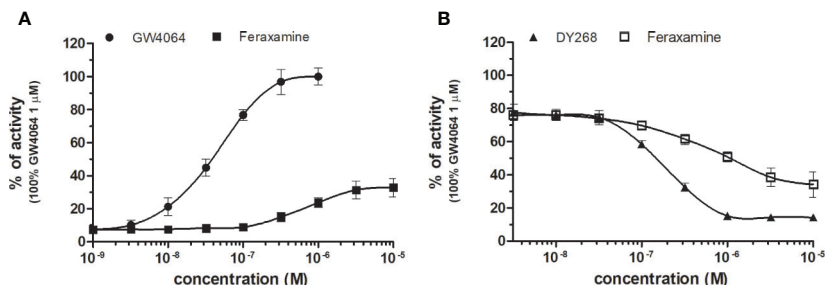 A
GW4064
Feraxamine
120
100
80
60
40
20
0
% of activity
(100% GW4064 1 μM)
10⁻⁹
10⁻⁸
10⁻⁷
10⁻⁶
10⁻⁵
concentration (M)
B
DY268
Feraxamine
120
100
80
60
40
20
0
% of activity
(100% GW4064 1 μM)
10⁻⁸
10⁻⁷
10⁻⁶
10⁻⁵
concentration (M)